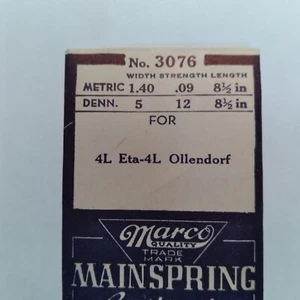 No. 3076
WIDTH STRENGTH LENGTH
METRIC 1.40 .09 8½ in
DENN. 5 12 8½ in
FOR
4L Eta-4L Ollendorf
Marco
QUALITY
TRADE
MARK
MAINSPRING